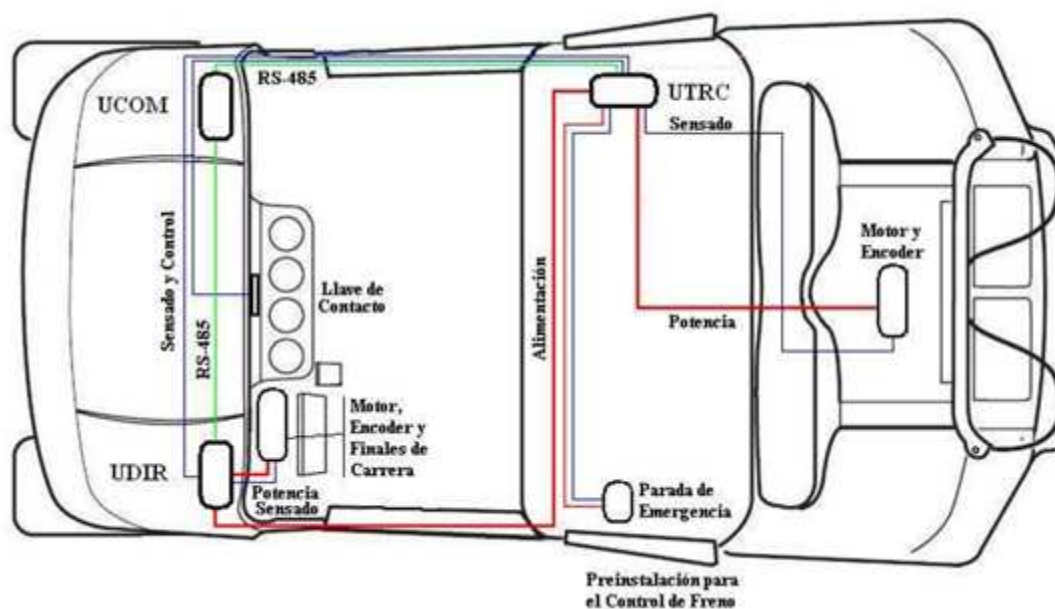 RS-485
UCOM
UTRC
Sensado
Sensado y Control
Llave de
Contacto
Alimentación
Motor y
Encoder
Potencia
RS-485
Motor,
Encoder y
Finales de
Carrera
UDIR
Potencia
Sensado
Parada de
Emergencia
Preinstalación para
el Control de Freno